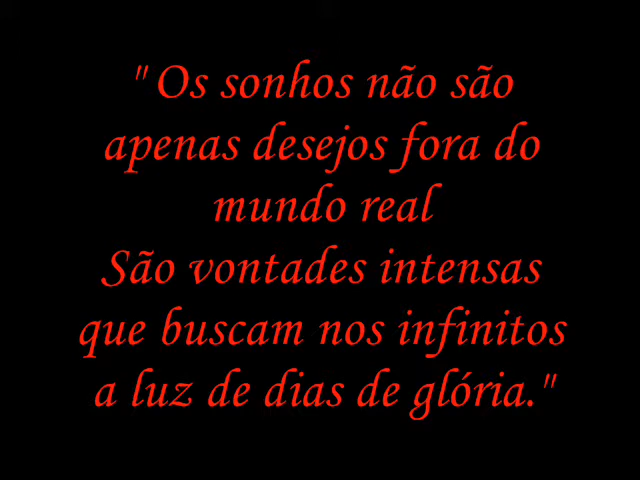 " Os sonhos não são
apenas desejos fora do
mundo real
São vontades intensas
que buscam nos infinitos
a luz de dias de glória."